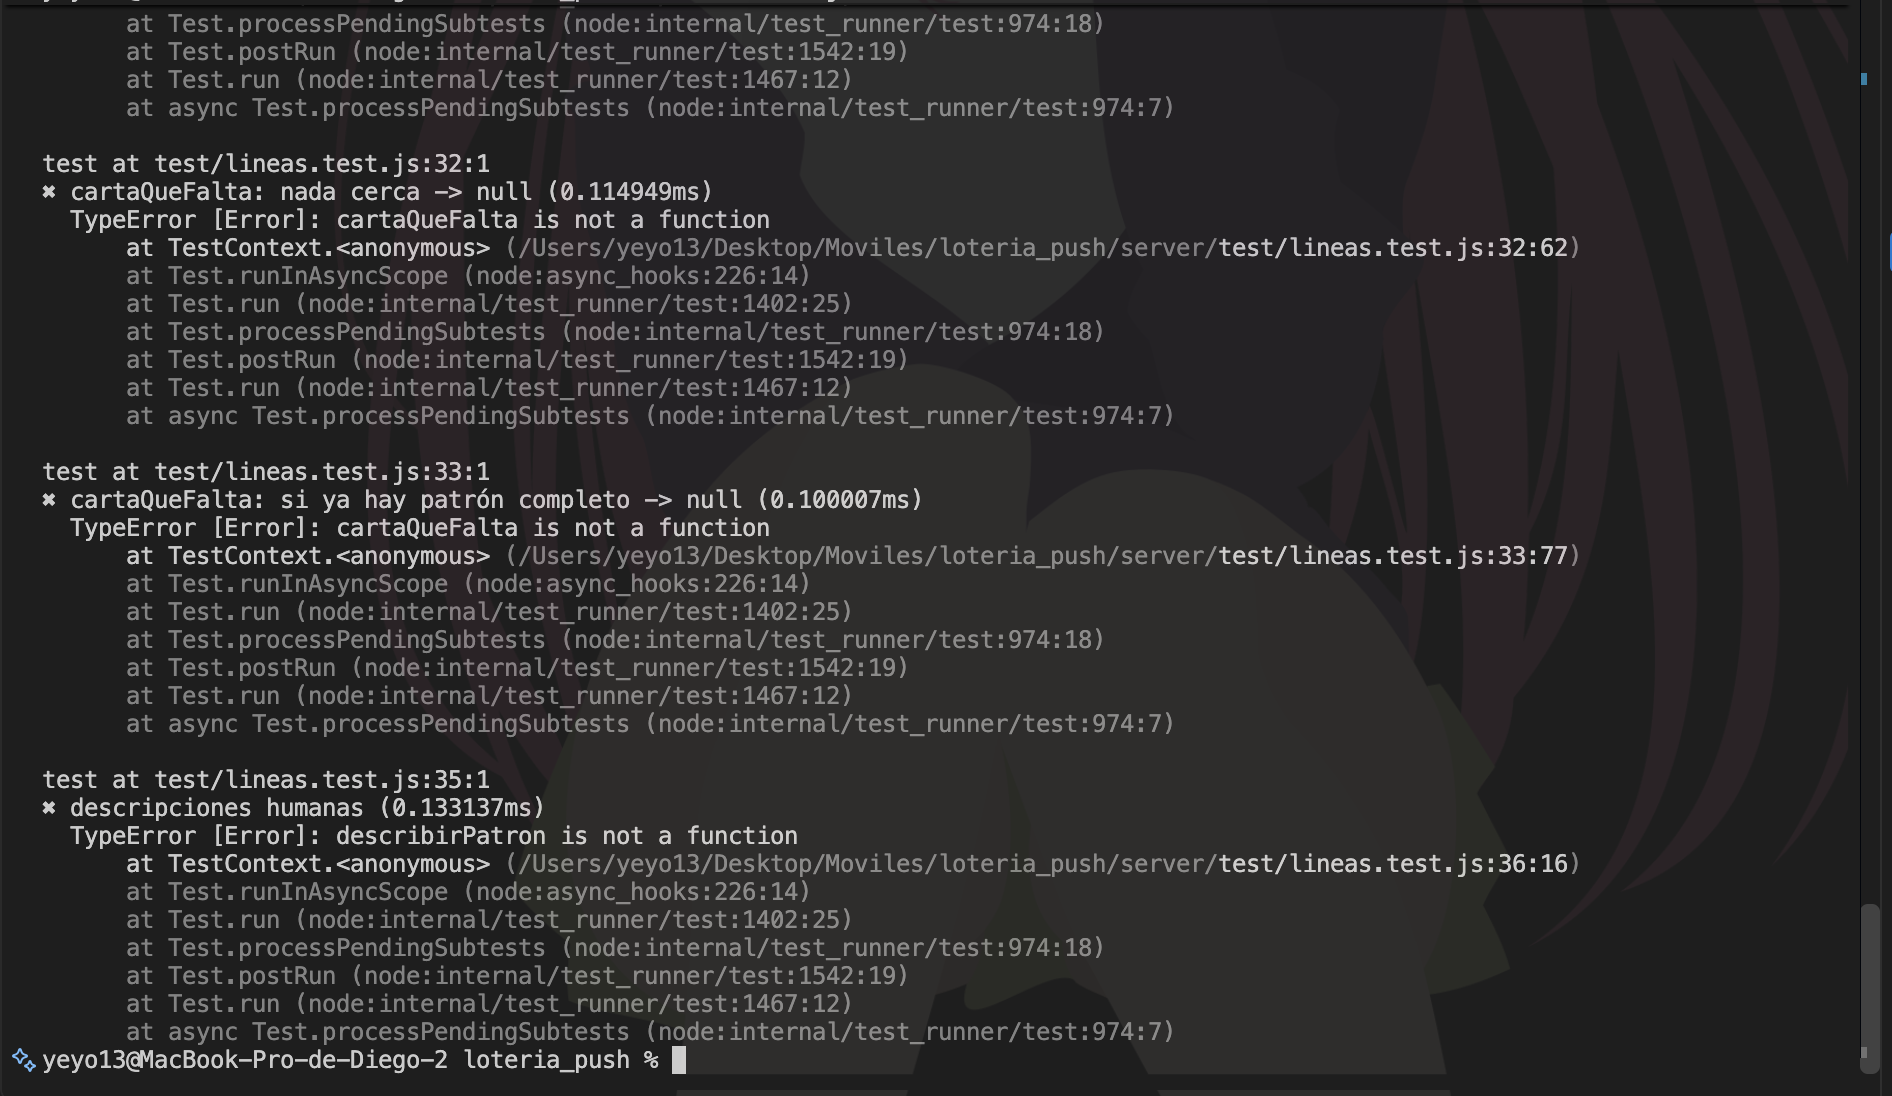 at Test.processPendingSubtests (node:internal/test_runner/test:974:18)
at Test.postRun (node:internal/test_runner/test:1542:19)
at Test.run (node:internal/test_runner/test:1467:12)
at async Test.processPendingSubtests (node:internal/test_runner/test:974:7)
test at test/lineas.test.js:32:1
✖ cartaQueFalta: nada cerca -> null (0.114949ms)
TypeError [Error]: cartaQueFalta is not a function
at TestContext.<anonymous> (/Users/yeyo13/Desktop/Moviles/loteria_push/server/test/lineas.test.js:32:62)
at Test.runInAsyncScope (node:async_hooks:226:14)
at Test.run (node:internal/test_runner/test:1402:25)
at Test.processPendingSubtests (node:internal/test_runner/test:974:18)
at Test.postRun (node:internal/test_runner/test:1542:19)
at Test.run (node:internal/test_runner/test:1467:12)
at async Test.processPendingSubtests (node:internal/test_runner/test:974:7)
test at test/lineas.test.js:33:1
✖ cartaQueFalta: si ya hay patrón completo -> null (0.100007ms)
TypeError [Error]: cartaQueFalta is not a function
at TestContext.<anonymous> (/Users/yeyo13/Desktop/Moviles/loteria_push/server/test/lineas.test.js:33:77)
at Test.runInAsyncScope (node:async_hooks:226:14)
at Test.run (node:internal/test_runner/test:1402:25)
at Test.processPendingSubtests (node:internal/test_runner/test:974:18)
at Test.postRun (node:internal/test_runner/test:1542:19)
at Test.run (node:internal/test_runner/test:1467:12)
at async Test.processPendingSubtests (node:internal/test_runner/test:974:7)
test at test/lineas.test.js:35:1
✖ descripciones humanas (0.133137ms)
TypeError [Error]: describirPatron is not a function
at TestContext.<anonymous> (/Users/yeyo13/Desktop/Moviles/loteria_push/server/test/lineas.test.js:36:16)
at Test.runInAsyncScope (node:async_hooks:226:14)
at Test.run (node:internal/test_runner/test:1402:25)
at Test.processPendingSubtests (node:internal/test_runner/test:974:18)
at Test.postRun (node:internal/test_runner/test:1542:19)
at Test.run (node:internal/test_runner/test:1467:12)
at async Test.processPendingSubtests (node:internal/test_runner/test:974:7)
yeyo13@MacBook-Pro-de-Diego-2 loteria_push %